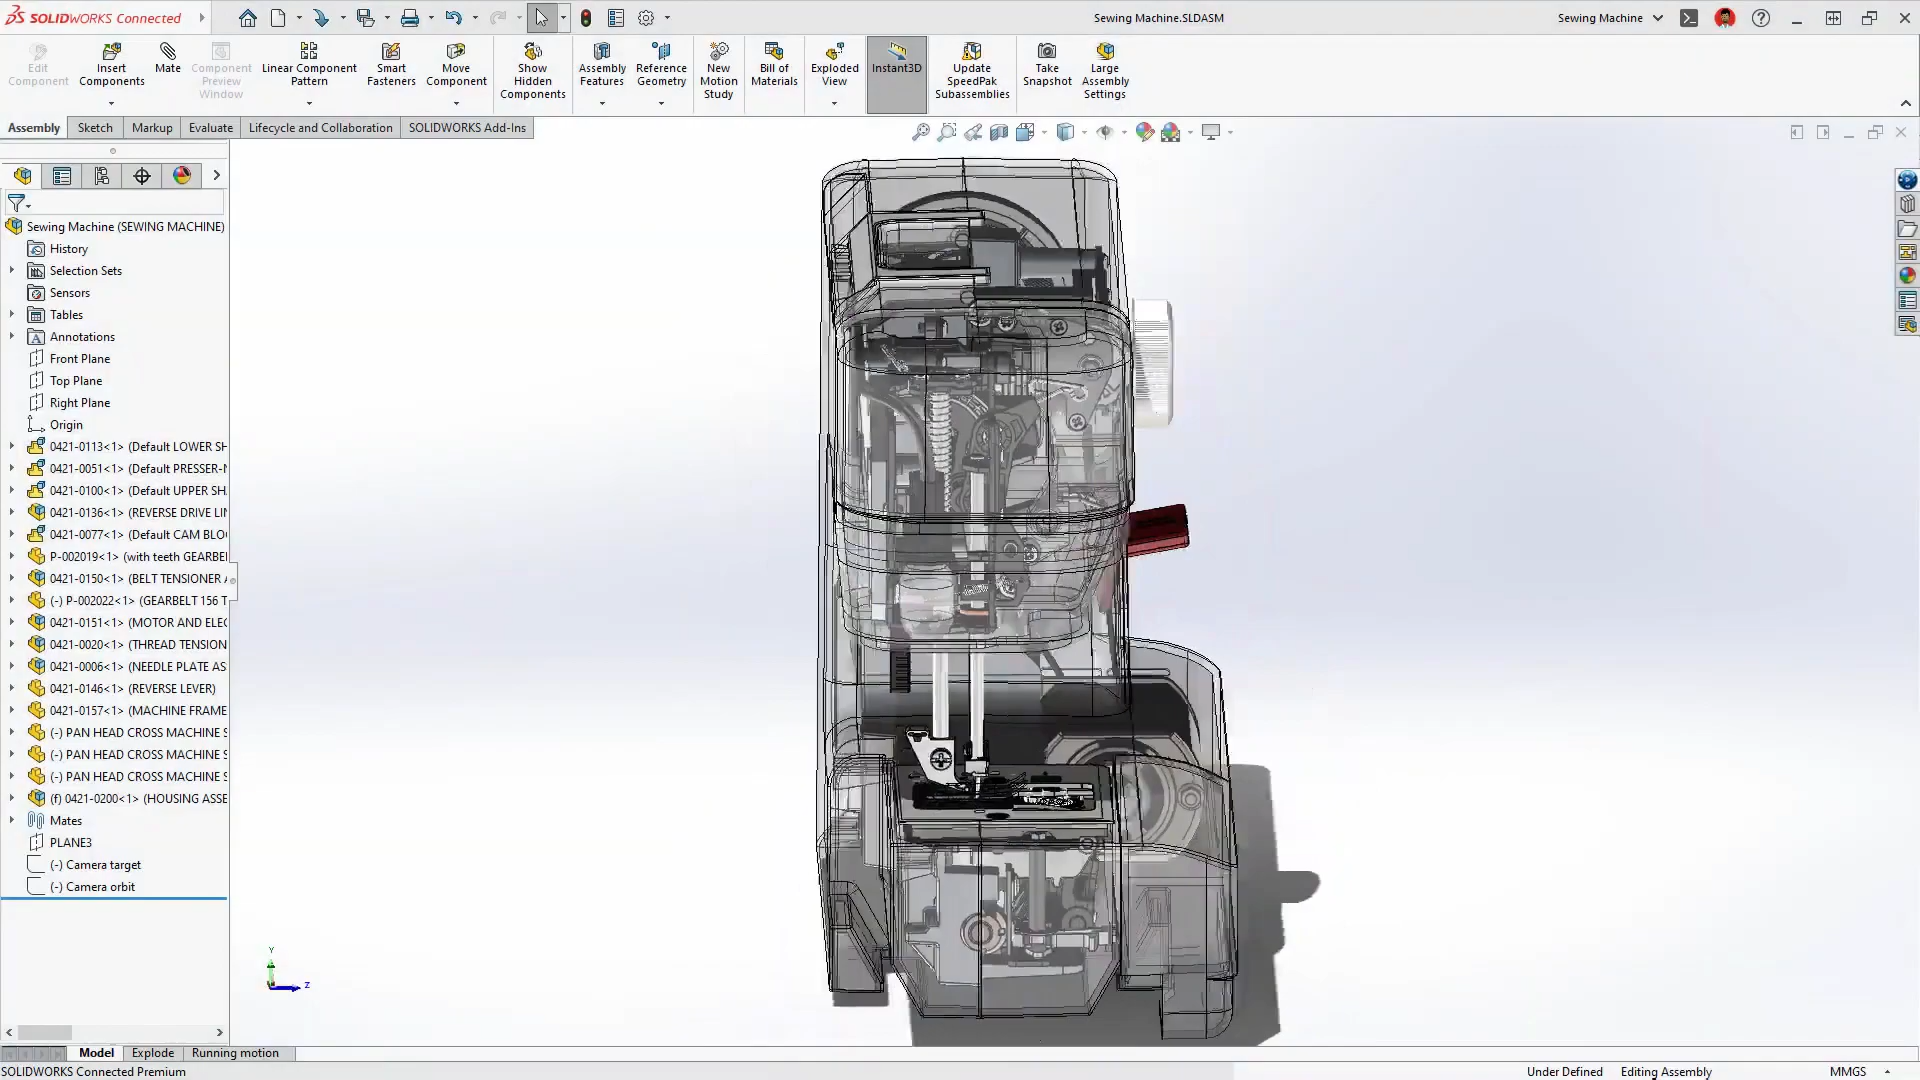 SOLIDWORKS Connected
Sewing Machine.SLDASM
Sewing Machine
Edit Component
Insert Components
Mate
Component Preview Window
Linear Component Pattern
Smart Fasteners
Move Component
Show Hidden Components
Assembly Features
Reference Geometry
New Motion Study
Bill of Materials
Exploded View
Instant3D
Update SpeedPak Subassemblies
Take Snapshot
Large Assembly Settings
Assembly
Sketch
Markup
Evaluate
Lifecycle and Collaboration
SOLIDWORKS Add-Ins
Sewing Machine (SEWING MACHINE)
History
Selection Sets
Sensors
Tables
Annotations
Front Plane
Top Plane
Right Plane
Origin
0421-0113<1> (Default LOWER SH
0421-0051<1> (Default PRESSER-N
0421-0100<1> (Default UPPER SHA
0421-0136<1> (REVERSE DRIVE LIN
0421-0077<1> (Default CAM BLO
P-002019<1> (with teeth GEARBEL
0421-0150<1> (BELT TENSIONER A
(-) P-002022<1> (GEARBELT 156 T
0421-0151<1> (MOTOR AND ELEC
0421-0020<1> (THREAD TENSION
0421-0006<1> (NEEDLE PLATE AS
0421-0146<1> (REVERSE LEVER)
0421-0157<1> (MACHINE FRAME
(-) PAN HEAD CROSS MACHINE S
(-) PAN HEAD CROSS MACHINE S
(-) PAN HEAD CROSS MACHINE S
(f) 0421-0200<1> (HOUSING ASSE
Mates
PLANE3
(-) Camera target
(-) Camera orbit
Y
Z
Model
Explode
Running motion
SOLIDWORKS Connected Premium
Under Defined
Editing Assembly
MMGS